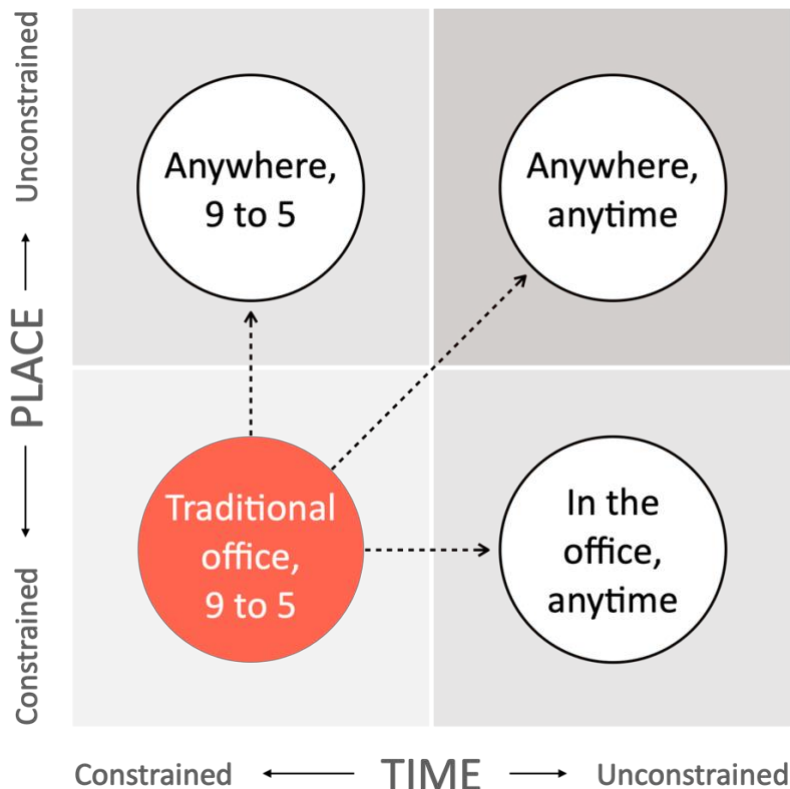 Unconstrained
PLACE
Constrained
Anywhere,
9 to 5
Anywhere,
anytime
Traditional
office,
9 to 5
In the
office,
anytime
Constrained
TIME
Unconstrained